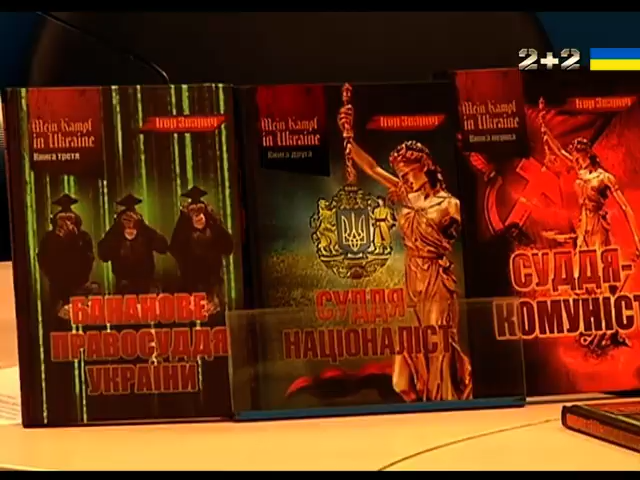 2+2
Mein Kampf
in Ukraine
Книга третя
Ігор Зварич
БАНАНОВЕ
ПРАВОСУДДЯ
УКРАЇНИ
Mein Kampf
in Ukraine
Книга друга
Ігор Зварич
СУДДЯ
НАЦІОНАЛІСТ
Mein Kampf
in Ukraine
Книга перша
Ігор Зварич
СУДДЯ-
КОМУНІС